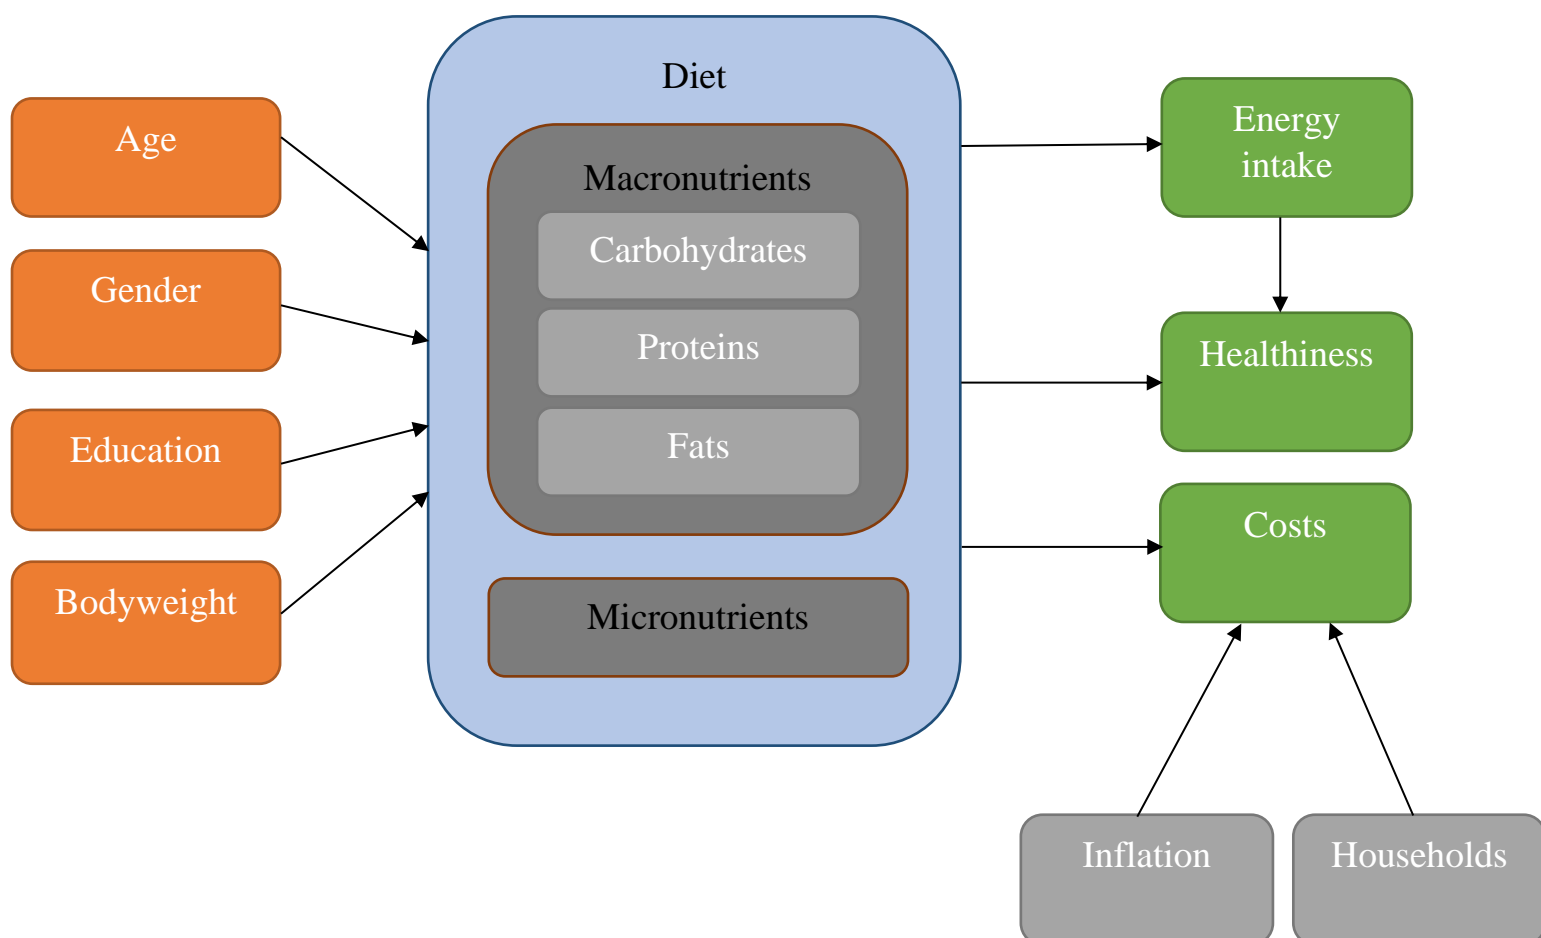 Diet
Age
Macronutrients
Carbohydrates
Proteins
Fats
Micronutrients
Gender
Education
Bodyweight
Energy
intake
Healthiness
Costs
Inflation
Households